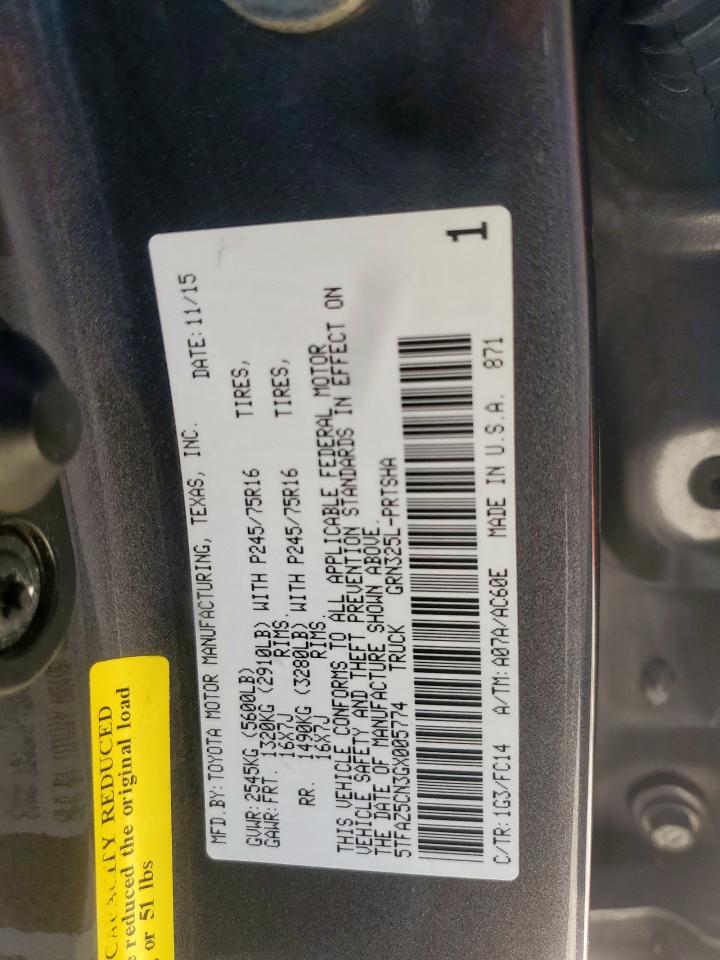 MFD. BY: TOYOTA MOTOR MANUFACTURING, TEXAS, INC. DATE: 11/15
GVWR: 2545KG (5600LB)
GAWR: FRT. 1320KG (2910LB) WITH P245/75R16 TIRES,
16X7J RIMS.
RR. 1490KG (3280LB) WITH P245/75R16 TIRES,
16X7J RIMS.
THIS VEHICLE CONFORMS TO ALL APPLICABLE FEDERAL MOTOR
VEHICLE SAFETY AND THEFT PREVENTION STANDARDS IN EFFECT ON
THE DATE OF MANUFACTURE SHOWN ABOVE.
5TFAZ5CN3GX005774 TRUCK GRN325L-PRTSHA
C/TR: 1G3/FC14 A/TM: A07A/AC60E MADE IN U.S.A. 871
1
CAPACITY REDUCED
reduced the original load
or 51 lbs